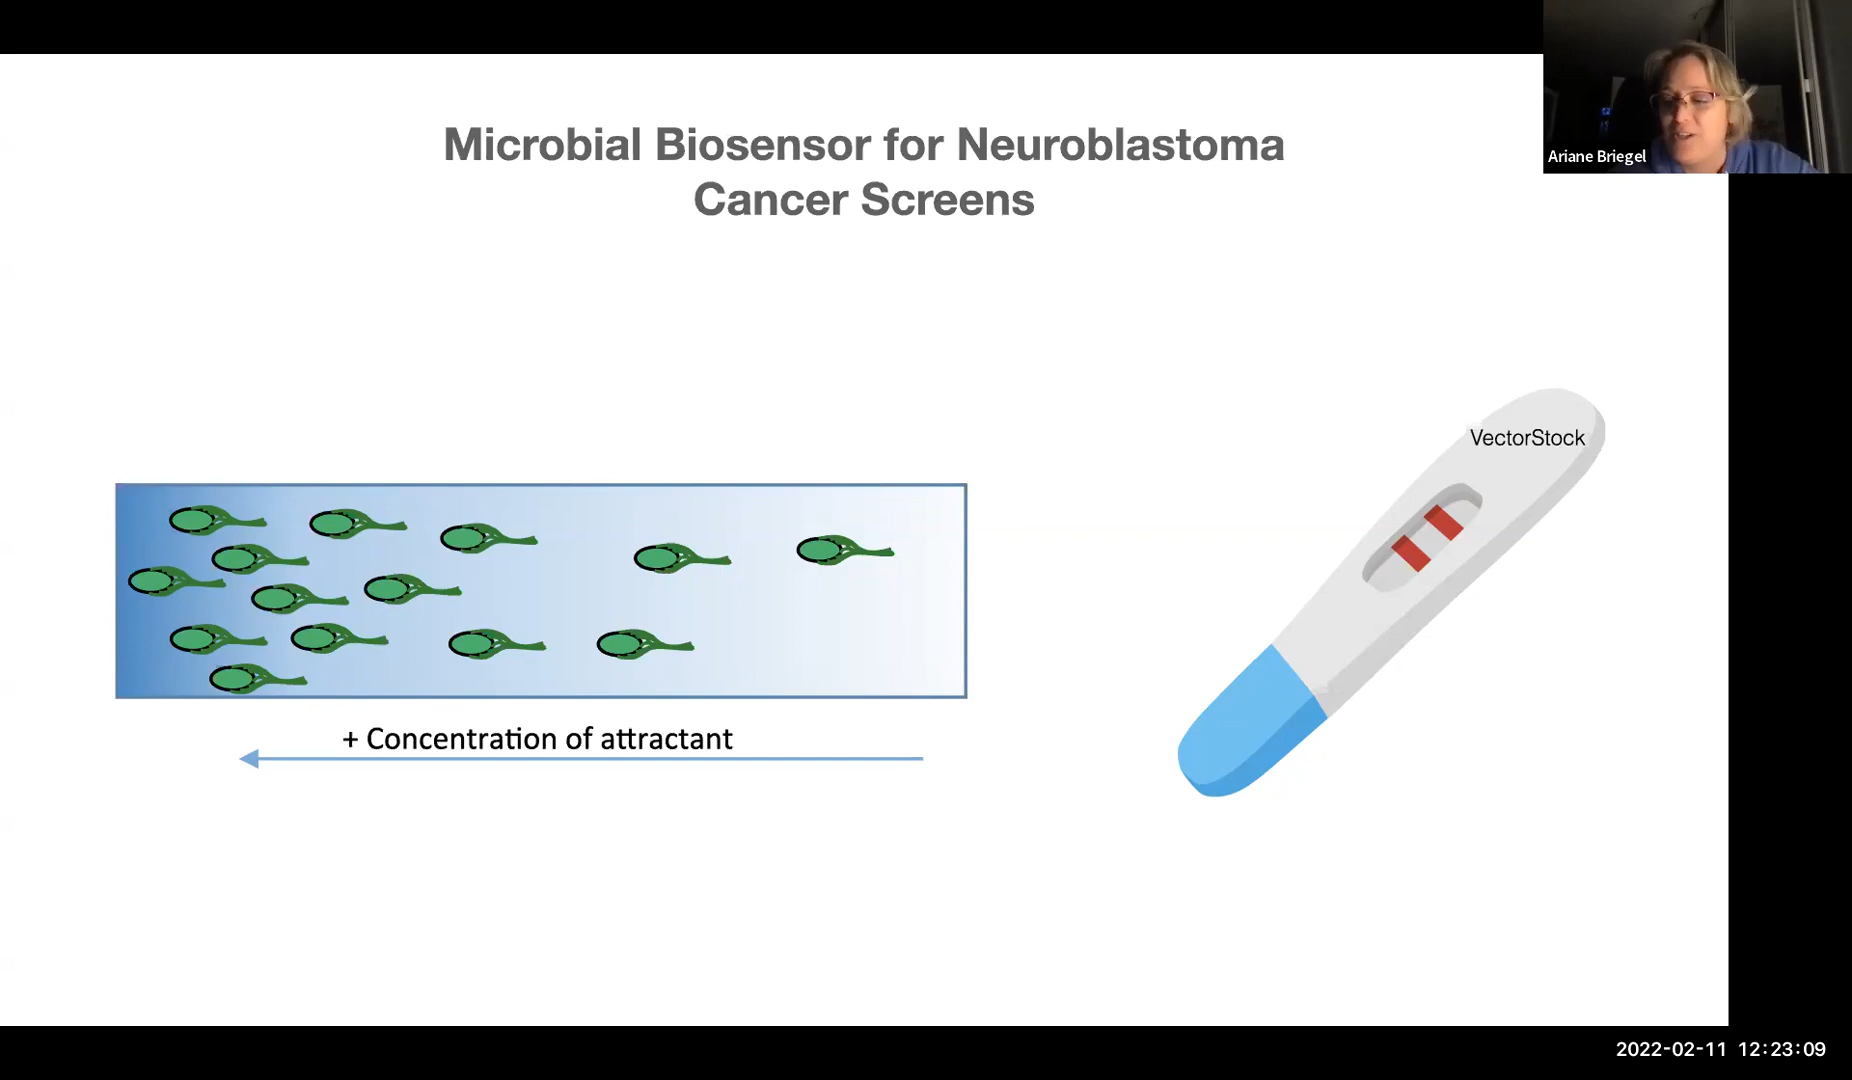 Microbial Biosensor for Neuroblastoma
Cancer Screens
Ariane Briegel
VectorStock
+ Concentration of attractant
2022-02-11 12:23:09